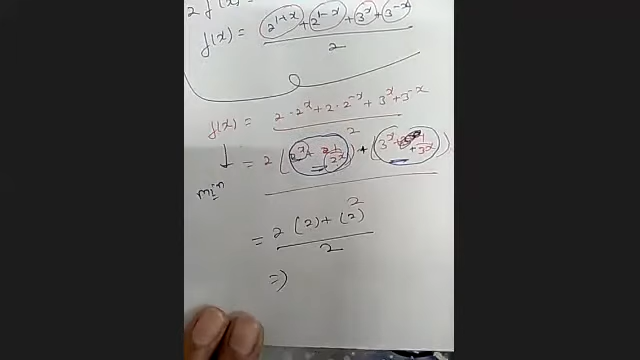 2 f(x) =
f(x) = 2^{1+x} + 2^{1-x} + 3^x + 3^{-x}
2
f(x) = 2 · 2^x + 2 · 2^{-x} + 3^x + 3^{-x}
2
↓ = 2 (2^x + 1/2^x) + (3^x + 1/3^x)
min
2
= 2 (2) + (2)
2
=>